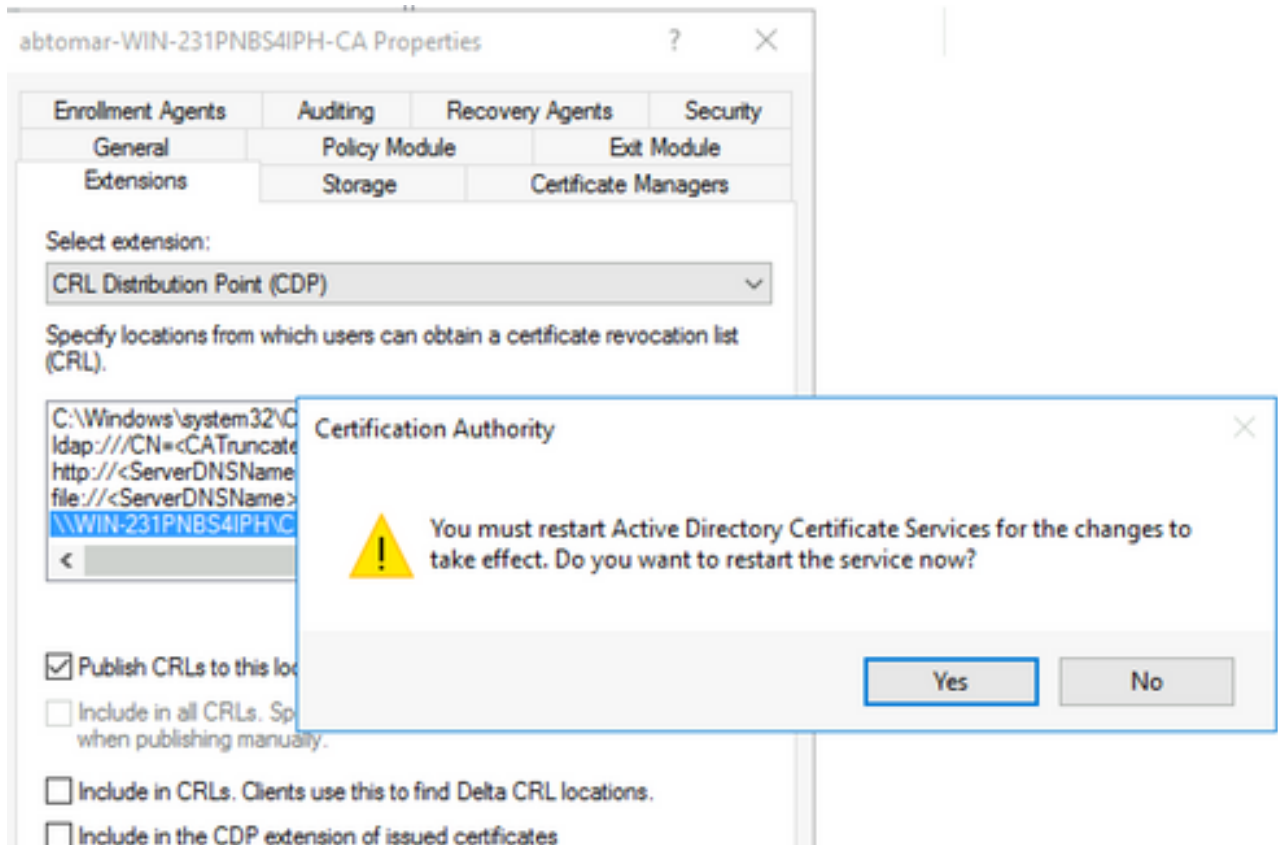 abtomar-WIN-231PNBS4IPH-CA Properties ?
Enrollment Agents Auditing Recovery Agents Security
General Policy Module Exit Module
Extensions Storage Certificate Managers
Select extension:
CRL Distribution Point (CDP)
Specify locations from which users can obtain a certificate revocation list
(CRL).
C:\Windows\system32\C
ldap:///CN=<CATruncate
http://<ServerDNSName
file://<ServerDNSName>
\\WIN-231PNBS4IPH\C
Certification Authority
You must restart Active Directory Certificate Services for the changes to
take effect. Do you want to restart the service now?
Yes No
Publish CRLs to this loc
Include in all CRLs. Sp
when publishing manually.
Include in CRLs. Clients use this to find Delta CRL locations.
Include in the CDP extension of issued certificates